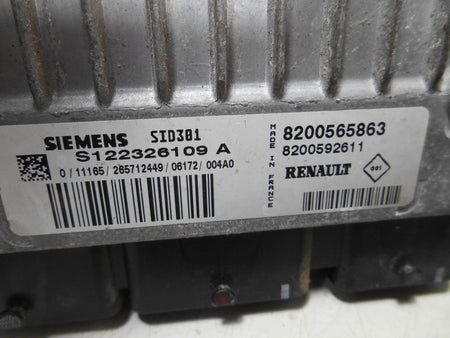 SIEMENS SID301
S122326109 A
0/11165/285712449/06172/004A0
MADE IN FRANCE
8200565863
8200592611
RENAULT